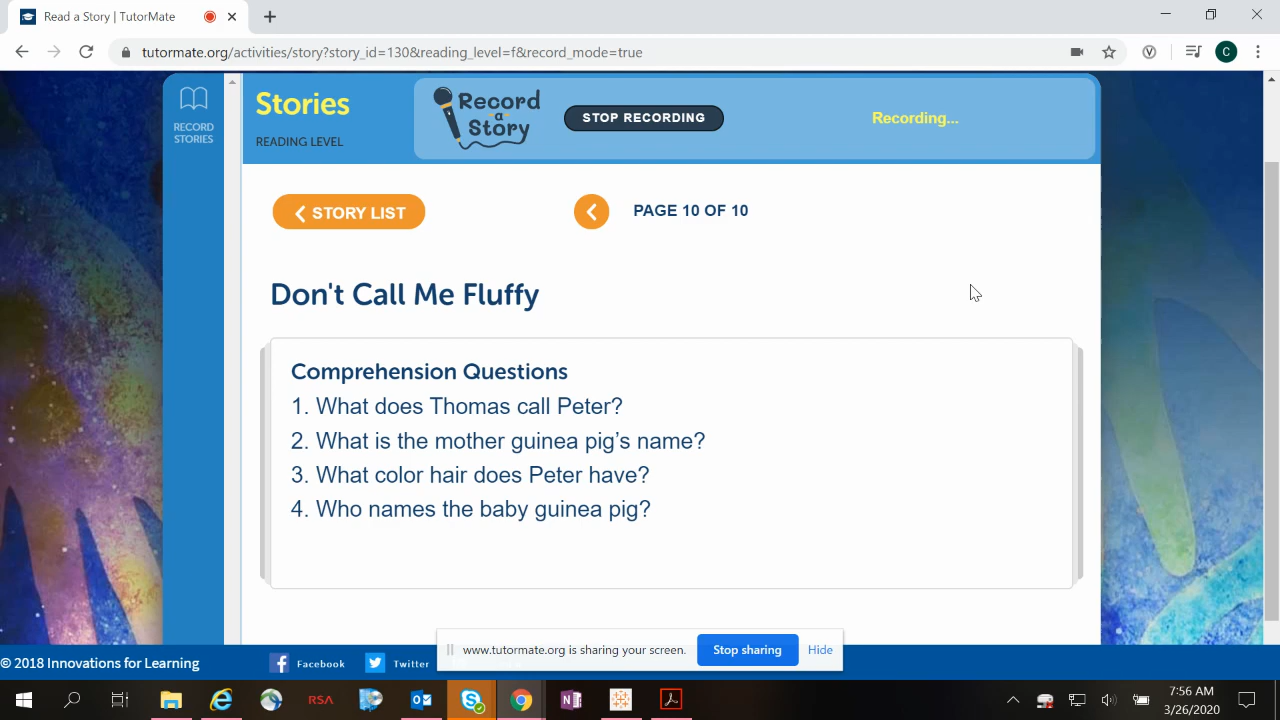 Read a Story | TutorMate
tutormate.org/activities/story?story_id=130&reading_level=f&record_mode=true
C
RECORD
STORIES
Stories
READING LEVEL
Record
a
Story
STOP RECORDING
Recording...
STORY LIST
PAGE 10 OF 10
Don't Call Me Fluffy
Comprehension Questions
1. What does Thomas call Peter?
2. What is the mother guinea pig’s name?
3. What color hair does Peter have?
4. Who names the baby guinea pig?
www.tutormate.org is sharing your screen.
Stop sharing
Hide
© 2018 Innovations for Learning
Facebook
Twitter
RSA
7:56 AM
3/26/2020